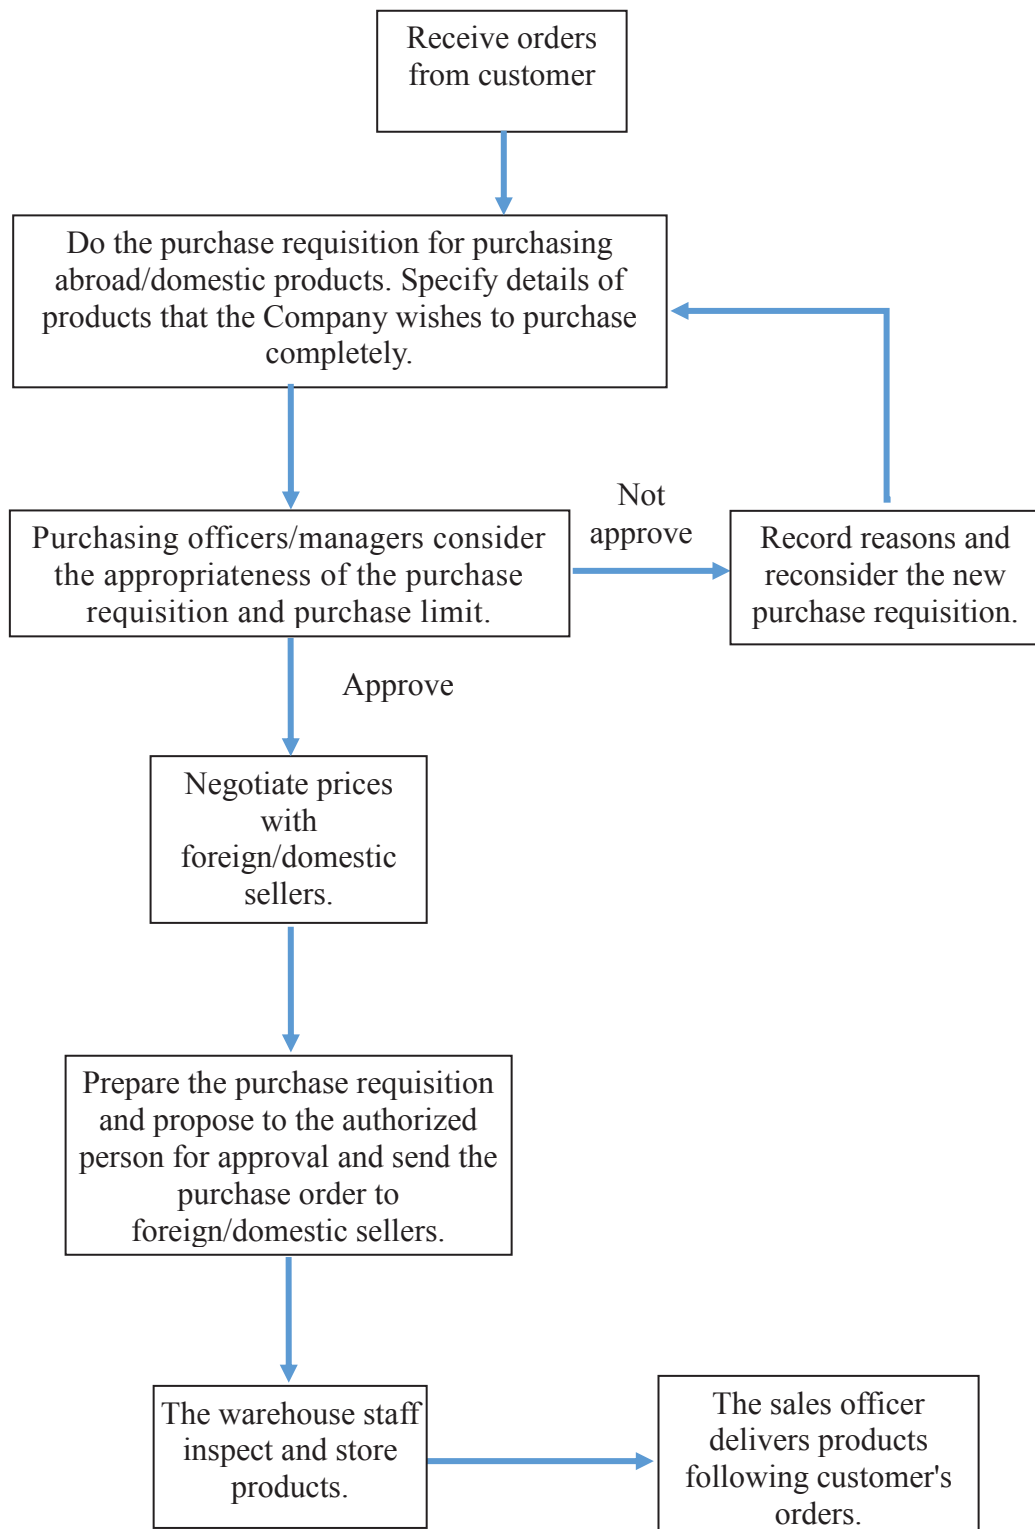 Receive orders
from customer
Do the purchase requisition for purchasing
abroad/domestic products. Specify details of
products that the Company wishes to purchase
completely.
Not
approve
Purchasing officers/managers consider
the appropriateness of the purchase
requisition and purchase limit.
Record reasons and
reconsider the new
purchase requisition.
Approve
Negotiate prices
with
foreign/domestic
sellers.
Prepare the purchase requisition
and propose to the authorized
person for approval and send the
purchase order to
foreign/domestic sellers.
The warehouse staff
inspect and store
products.
The sales officer
delivers products
following customer's
orders.